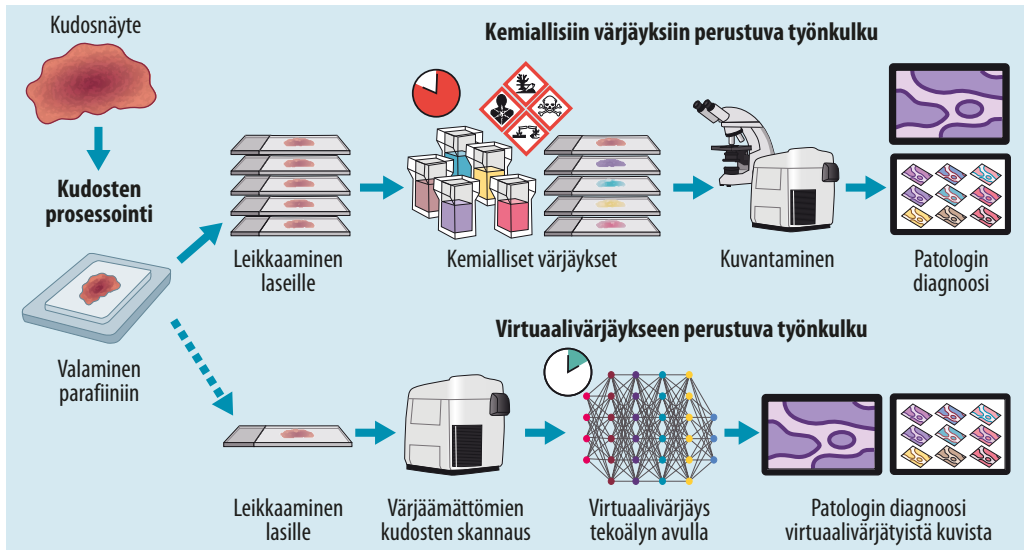 Kudosnäyte
Kudosten
prosessointi
Valaminen
parafiiniin
Kemiallisiin värjäyksiin perustuva työnkulku
Leikkaaminen
laseille
Kemialliset värjäykset
Kuvantaminen
Patologin
diagnoosi
Virtuaalivärjäykseen perustuva työnkulku
Leikkaaminen
lasille
Värjäämättömien
kudosten skannaus
Virtuaalivärjäys
tekoälyn avulla
Patologin diagnoosi
virtuaalivärjätyistä kuvista